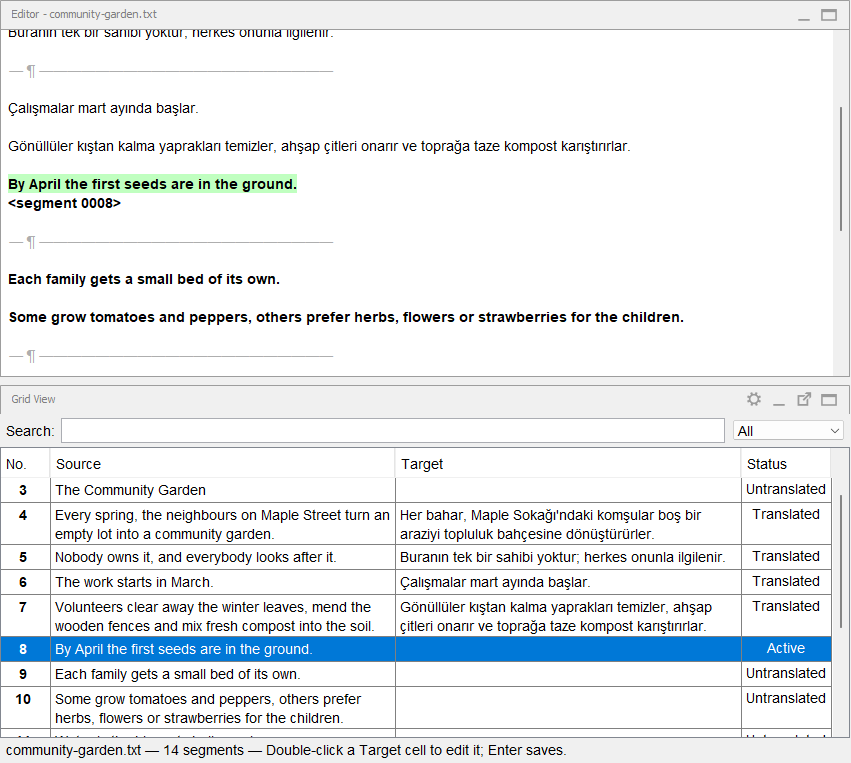 Editor - community-garden.txt
Buranın tek bir sahibi yoktur; herkes onunla ilgilenir.
¶
Çalışmalar mart ayında başlar.
Gönüllüler kıştan kalma yaprakları temizler, ahşap çitleri onarır ve toprağa taze kompost karıştırırlar.
By April the first seeds are in the ground.
<segment 0008>
¶
Each family gets a small bed of its own.
Some grow tomatoes and peppers, others prefer herbs, flowers or strawberries for the children.
¶
Grid View
Search: All
No. Source Target Status
3 The Community Garden Untranslated
4 Every spring, the neighbours on Maple Street turn an Her bahar, Maple Sokağı'ndaki komşular boş bir Translated
empty lot into a community garden. araziyi topluluk bahçesine dönüştürürler.
5 Nobody owns it, and everybody looks after it. Buranın tek bir sahibi yoktur; herkes onunla ilgilenir. Translated
6 The work starts in March. Çalışmalar mart ayında başlar. Translated
7 Volunteers clear away the winter leaves, mend the Gönüllüler kıştan kalma yaprakları temizler, ahşap Translated
wooden fences and mix fresh compost into the soil. çitleri onarır ve toprağa taze kompost karıştırırlar.
8 By April the first seeds are in the ground. Active
9 Each family gets a small bed of its own. Untranslated
10 Some grow tomatoes and peppers, others prefer Untranslated
herbs, flowers or strawberries for the children.
community-garden.txt — 14 segments — Double-click a Target cell to edit it; Enter saves.